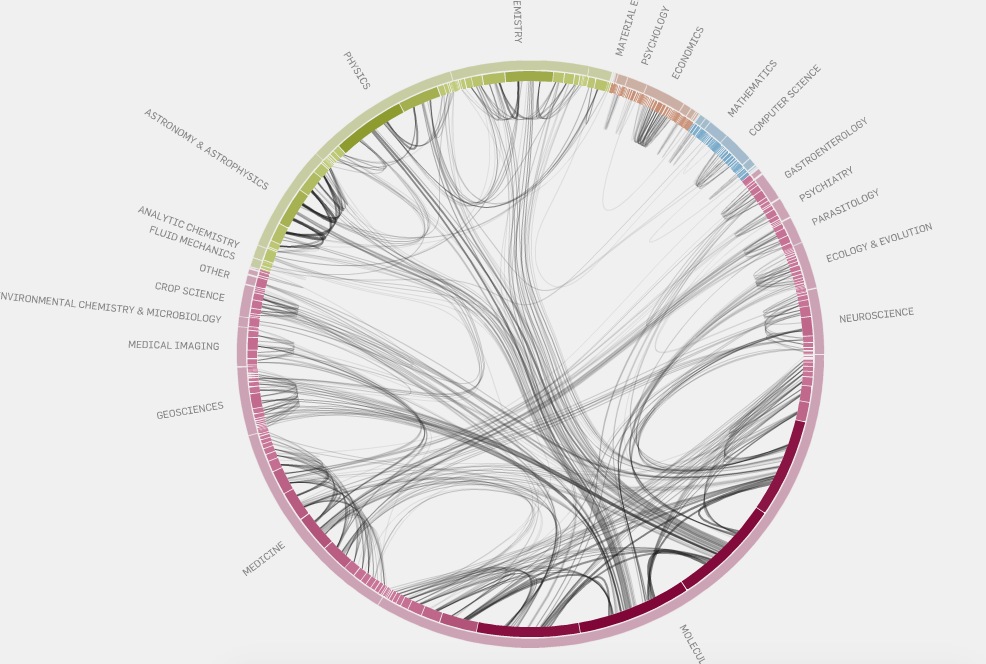 EMISTRY
MATERIAL E
PSYCHOLOGY
ECONOMICS
MATHEMATICS
COMPUTER SCIENCE
GASTROENTEROLOGY
PSYCHIATRY
PARASITOLOGY
ECOLOGY & EVOLUTION
NEUROSCIENCE
MOLECUL
MEDICINE
GEOSCIENCES
MEDICAL IMAGING
NVIRONMENTAL CHEMISTRY & MICROBIOLOGY
CROP SCIENCE
OTHER
FLUID MECHANICS
ANALYTIC CHEMISTRY
ASTRONOMY & ASTROPHYSICS
PHYSICS